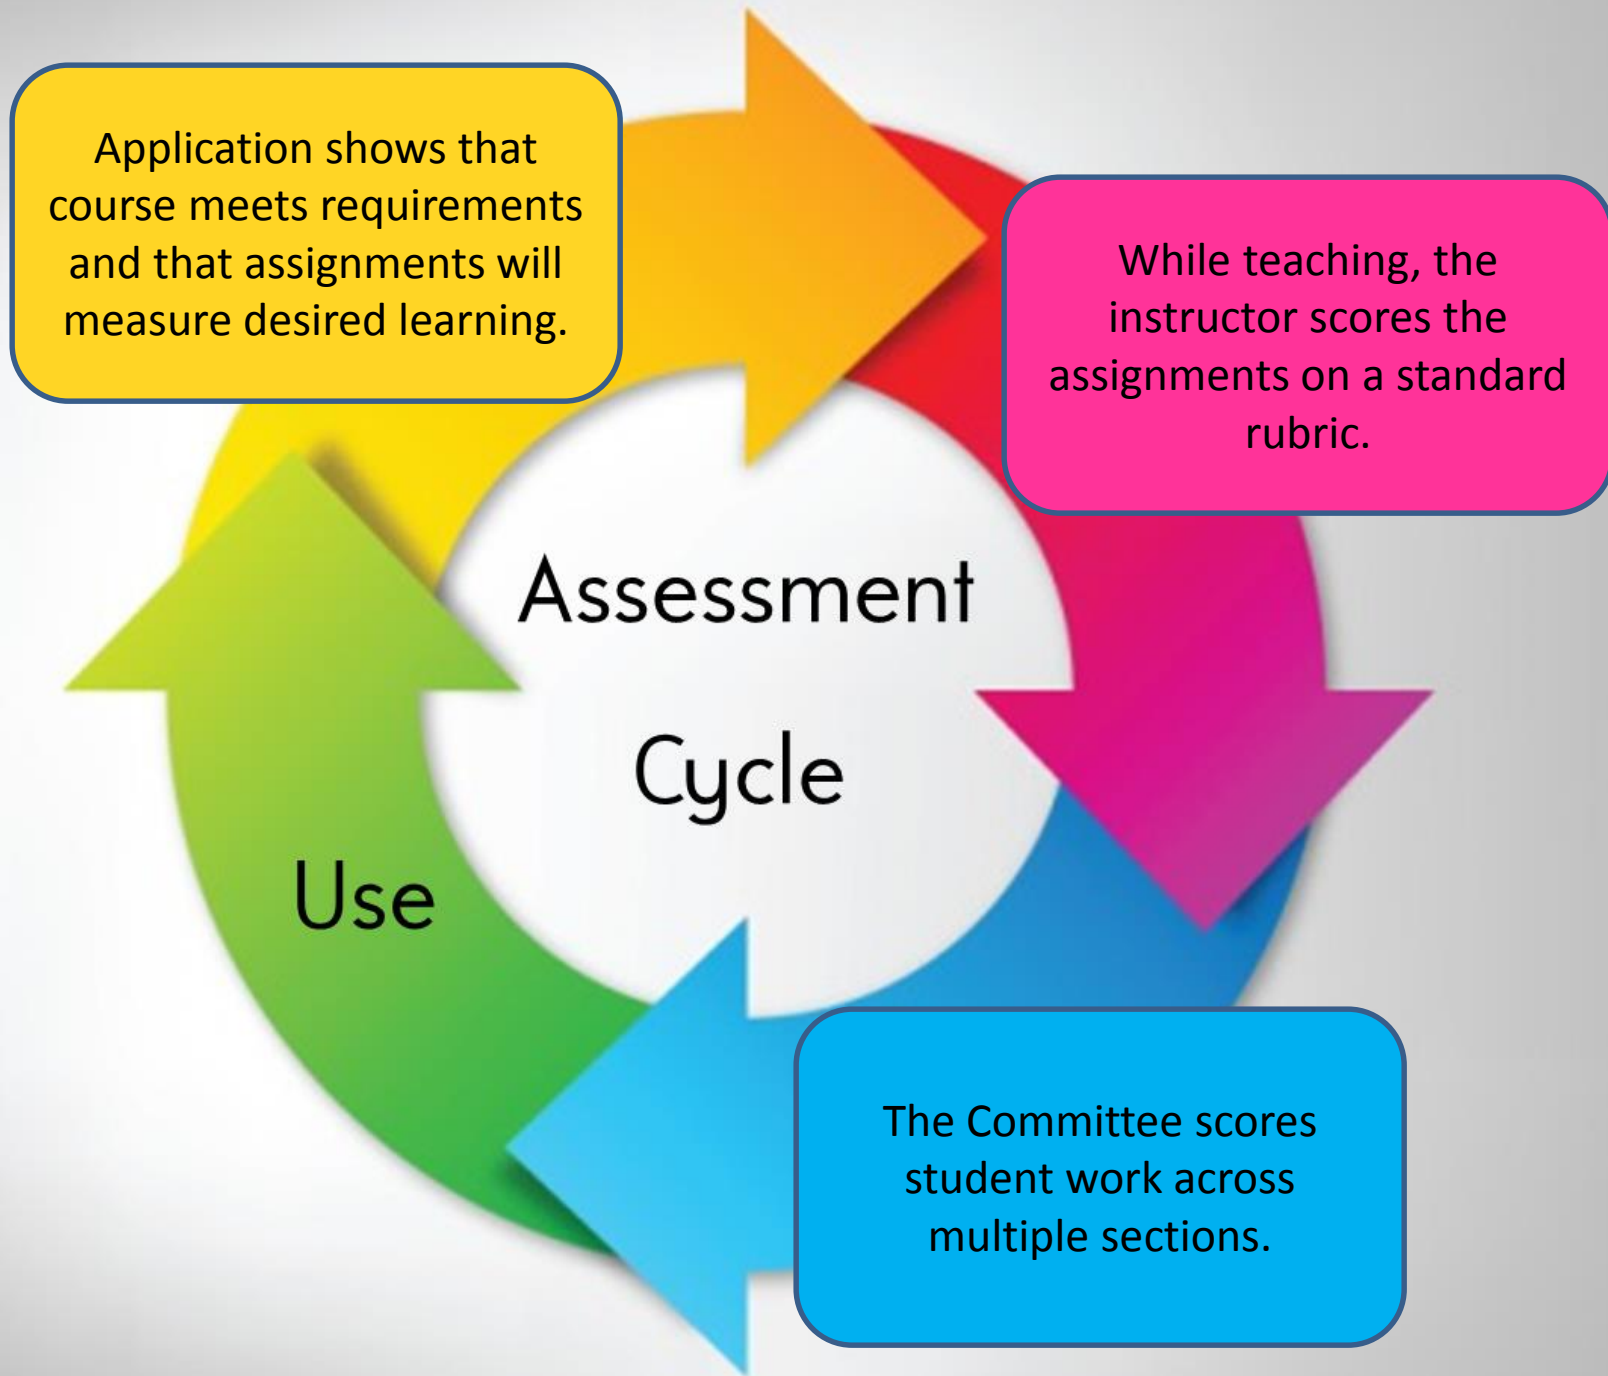 Application shows that
course meets requirements
and that assignments will
measure desired learning.
While teaching, the
instructor scores the
assignments on a standard
rubric.
Assessment
Cycle
Use
The Committee scores
student work across
multiple sections.